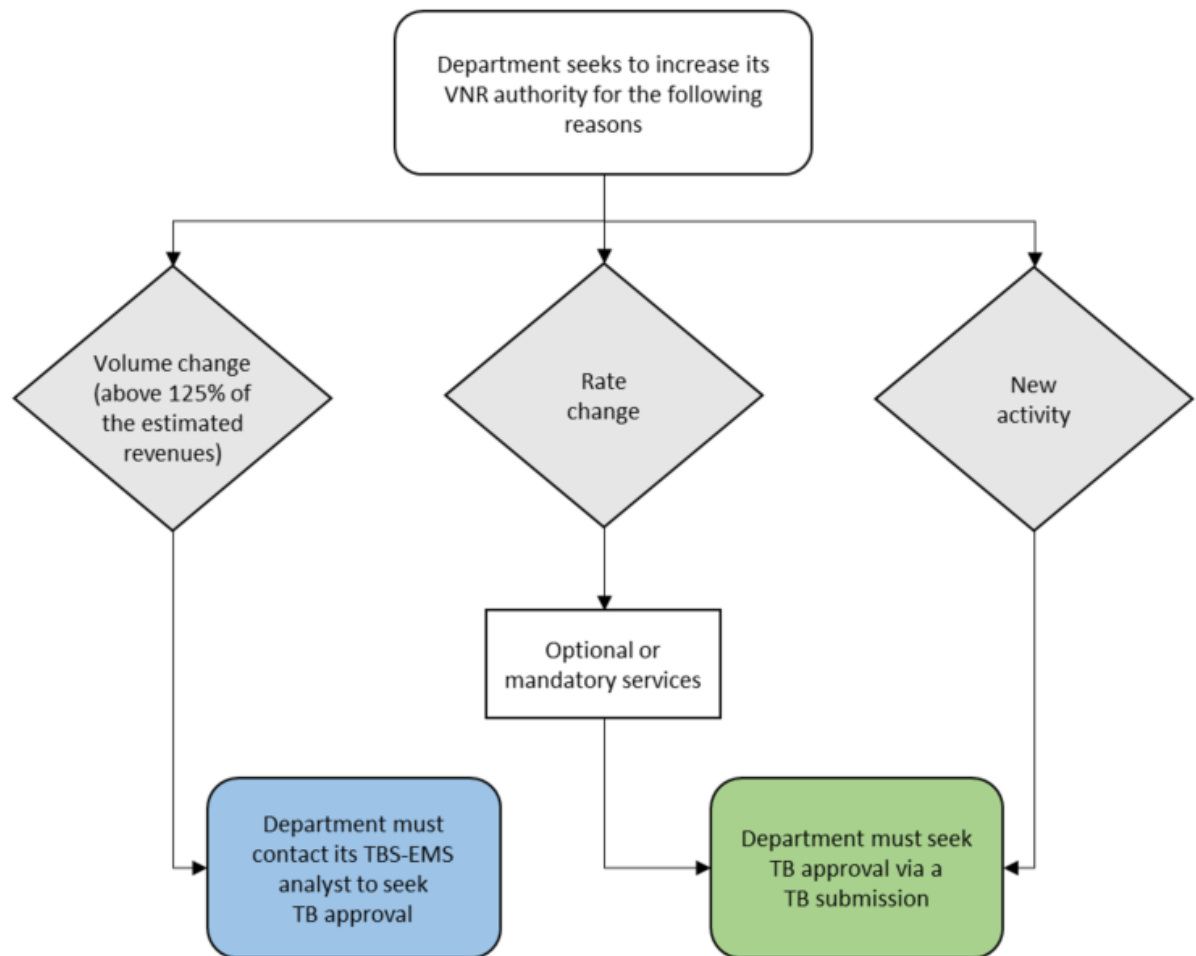 Department seeks to increase its
VNR authority for the following
reasons
Volume change
(above 125% of
the estimated
revenues)
Rate
change
New
activity
Optional or
mandatory services
Department must
contact its TBS-EMS
analyst to seek
TB approval
Department must seek
TB approval via a
TB submission